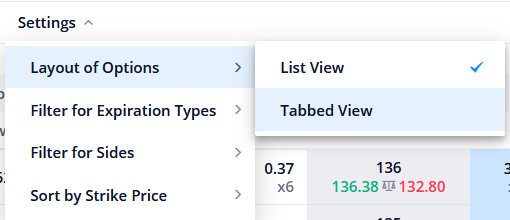 Settings
Layout of Options
List View
Filter for Expiration Types
Tabbed View
Filter for Sides
Sort by Strike Price
0.37
x6
136
136.38 132.80